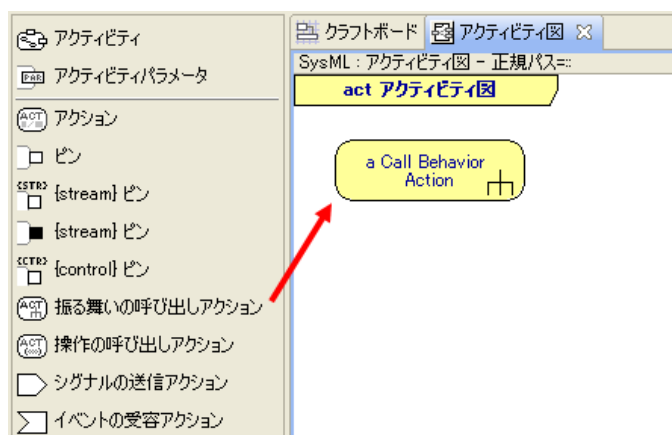 アクティビティ
PAR アクティビティパラメータ
ACT アクション
ピン
{STR} {stream} ピン
{stream} ピン
{CTR} {control} ピン
ACT 振る舞いの呼び出しアクション
ACT 操作の呼び出しアクション
シグナルの送信アクション
イベントの受容アクション
クラフトボード アクティビティ図
SysML : アクティビティ図 - 正規パス=::
act アクティビティ図
a Call Behavior
Action